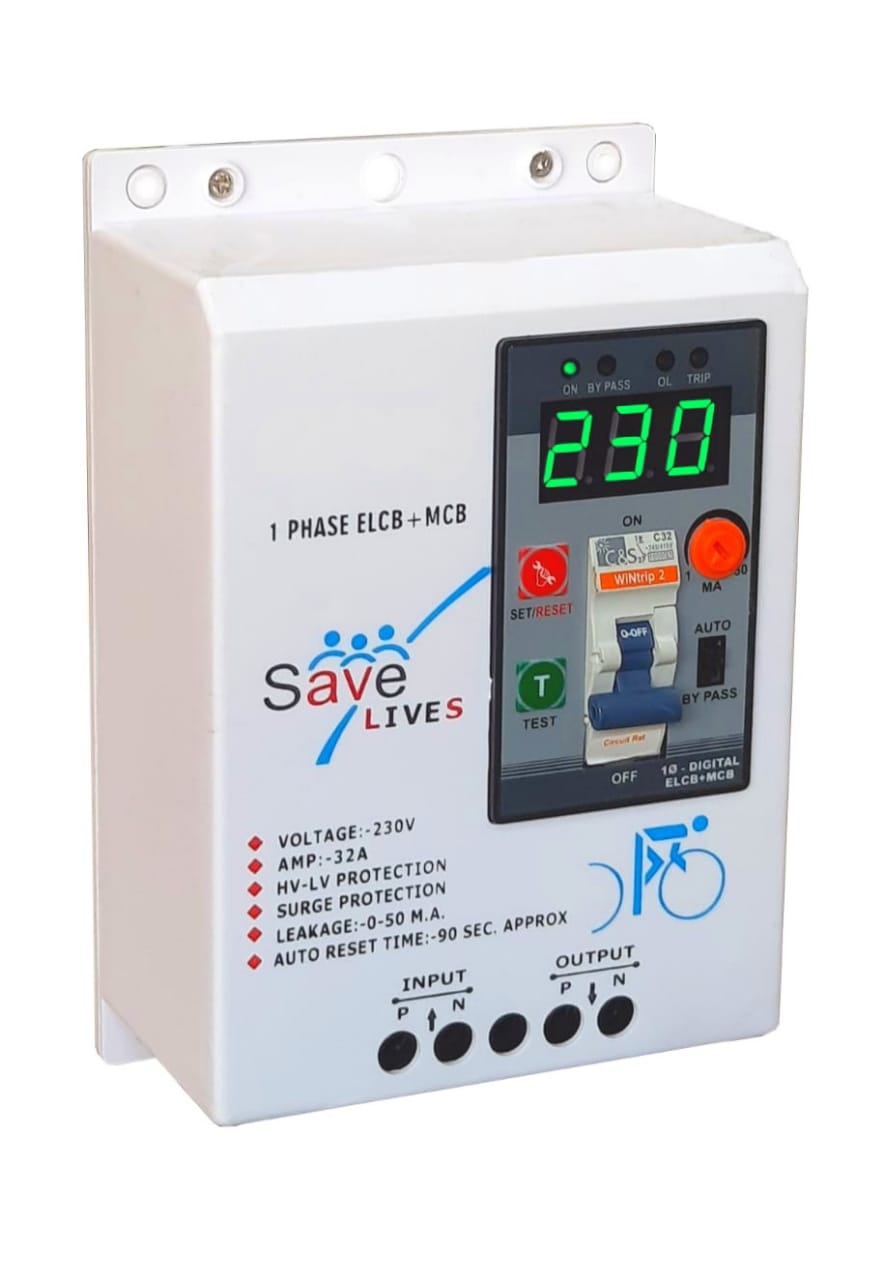 ON BY PASS OL TRIP
230
1 PHASE ELCB+MCB
ON
C32
C&S
WiNtrip 2
1 50
MA
SET/RESET
O-OFF
AUTO
T
BY PASS
TEST
Save
LIVES
OFF
1Ø - DIGITAL
ELCB+MCB
VOLTAGE:-230V
AMP:-32A
HV-LV PROTECTION
SURGE PROTECTION
LEAKAGE:-0-50 M.A.
AUTO RESET TIME:-90 SEC. APPROX
INPUT
P N
OUTPUT
P N